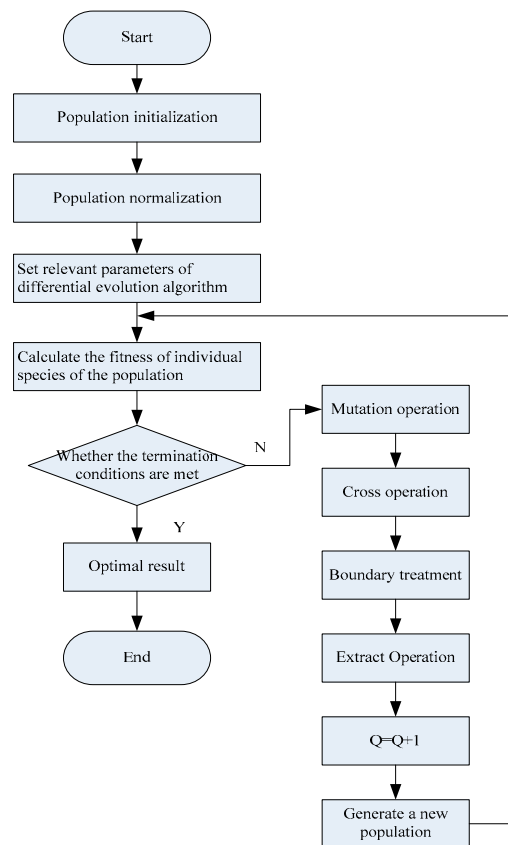 Start
Population initialization
Population normalization
Set relevant parameters of
differential evolution algorithm
Calculate the fitness of individual
species of the population
Whether the termination
conditions are met
N
Y
Optimal result
End
Mutation operation
Cross operation
Boundary treatment
Extract Operation
Q=Q+1
Generate a new
population